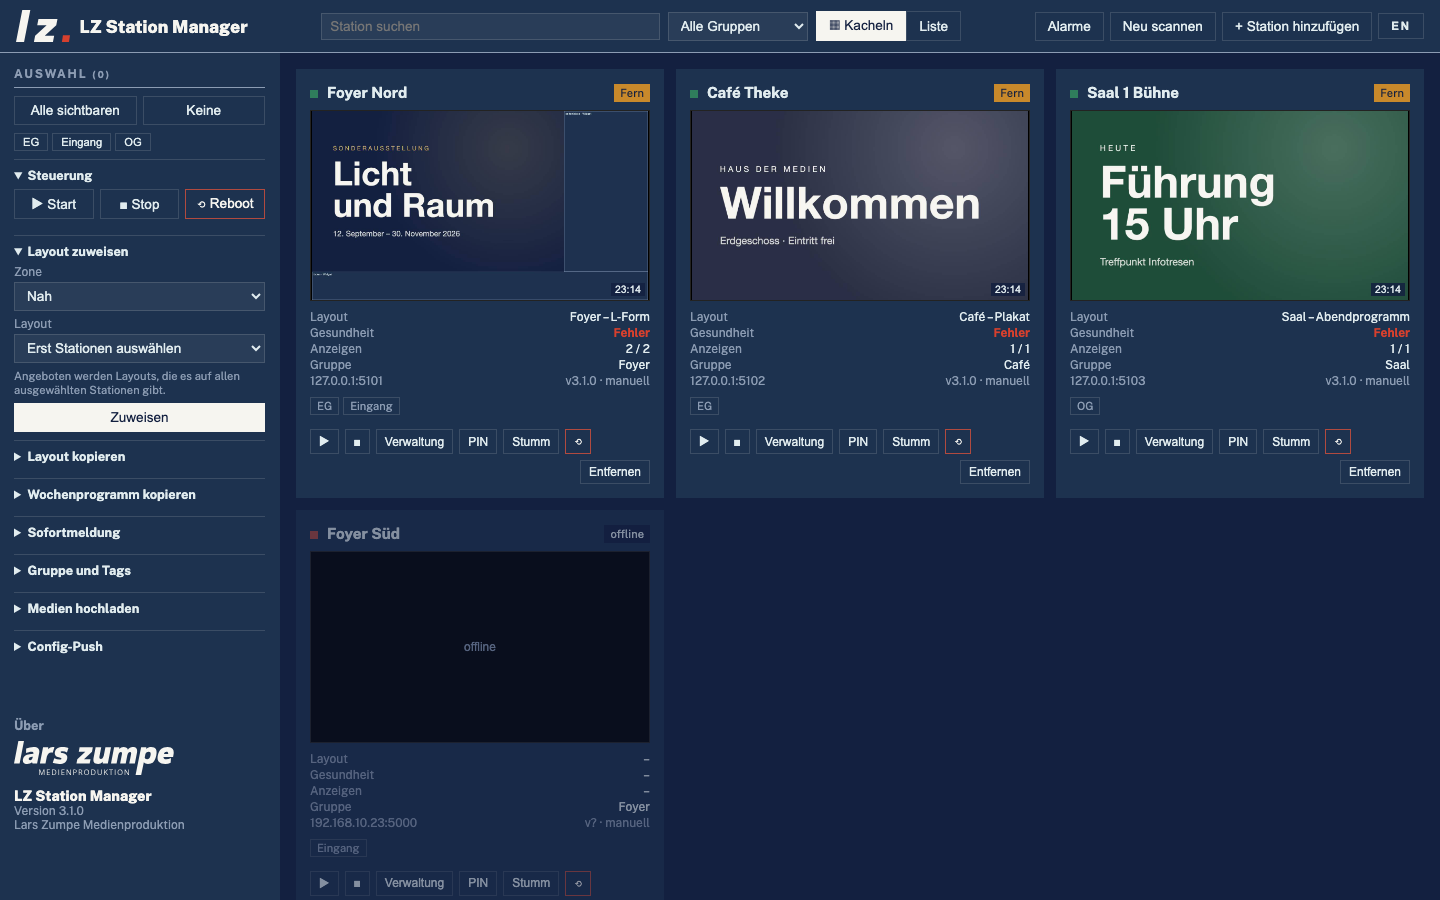 lz. LZ Station Manager
Station suchen
Alle Gruppen
Kacheln
Liste
Alarme
Neu scannen
+ Station hinzufügen
EN
AUSWAHL (0)
Alle sichtbaren
Keine
EG
Eingang
OG
Steuerung
Start
Stop
Reboot
Layout zuweisen
Zone
Nah
Layout
Erst Stationen auswählen
Angeboten werden Layouts, die es auf allen
ausgewählten Stationen gibt.
Zuweisen
Layout kopieren
Wochenprogramm kopieren
Sofortmeldung
Gruppe und Tags
Medien hochladen
Config-Push
Über
lars zumpe
MEDIENPRODUKTION
LZ Station Manager
Version 3.1.0
Lars Zumpe Medienproduktion
Foyer Nord
Fern
SONDERAUSSTELLUNG
Licht
und Raum
12. September – 30. November 2026
23:14
Layout
Foyer – L-Form
Gesundheit
Fehler
Anzeigen
2 / 2
Gruppe
Foyer
127.0.0.1:5101
v3.1.0 · manuell
EG
Eingang
Verwaltung
PIN
Stumm
Entfernen
Café Theke
Fern
HAUS DER MEDIEN
Willkommen
Erdgeschoss · Eintritt frei
23:14
Layout
Café – Plakat
Gesundheit
Fehler
Anzeigen
1 / 1
Gruppe
Café
127.0.0.1:5102
v3.1.0 · manuell
EG
Verwaltung
PIN
Stumm
Entfernen
Saal 1 Bühne
Fern
HEUTE
Führung
15 Uhr
Treffpunkt Infotresen
23:14
Layout
Saal – Abendprogramm
Gesundheit
Fehler
Anzeigen
1 / 1
Gruppe
Saal
127.0.0.1:5103
v3.1.0 · manuell
OG
Verwaltung
PIN
Stumm
Entfernen
Foyer Süd
offline
offline
Layout
–
Gesundheit
–
Anzeigen
–
Gruppe
Foyer
192.168.10.23:5000
v? · manuell
Eingang
Verwaltung
PIN
Stumm